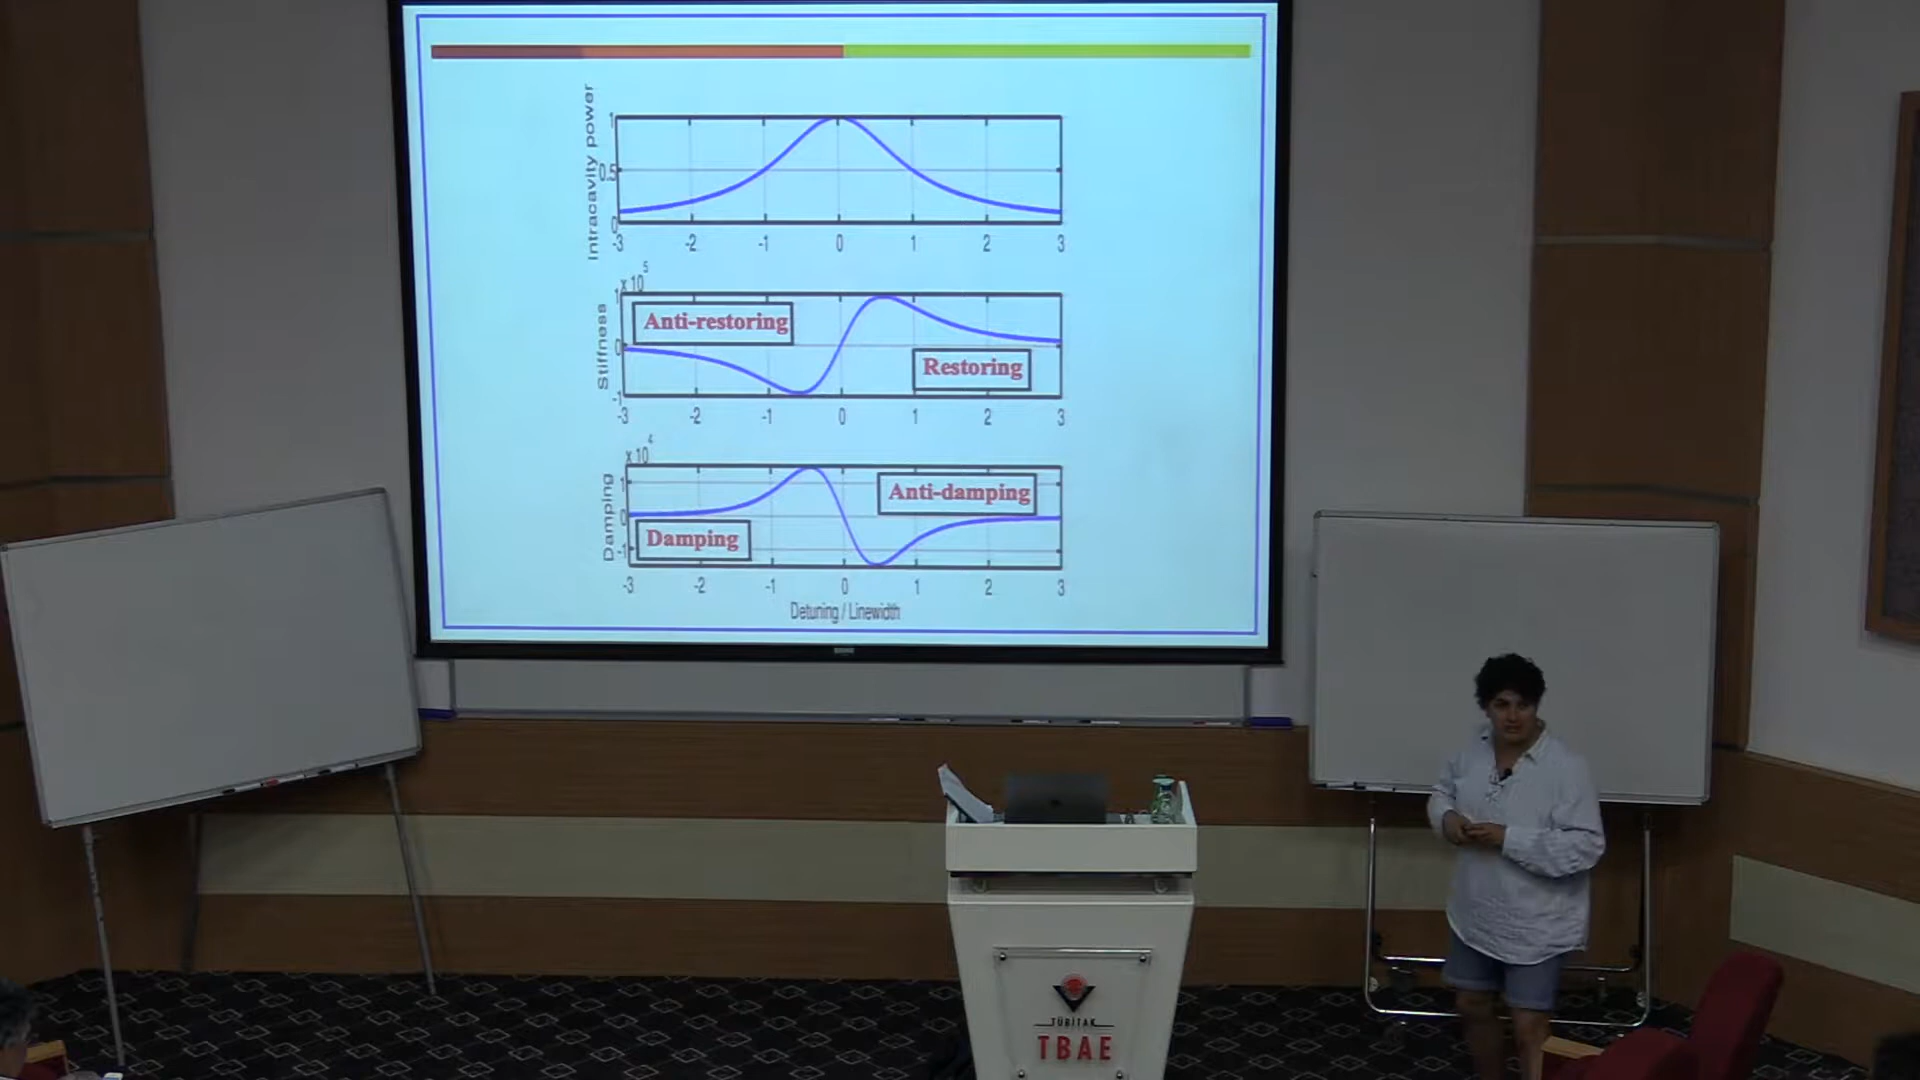 Intracavity power
1
0.5
0
-3 -2 -1 0 1 2 3
x 10^5
Stiffness
1
0
-1
Anti-restoring
Restoring
-3 -2 -1 0 1 2 3
x 10^4
Damping
1
0
-1
Anti-damping
Damping
-3 -2 -1 0 1 2 3
Detuning / Linewidth
TÜBİTAK
TBAE